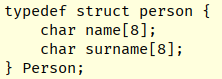 typedef struct person {
    char name[8];
    char surname[8];
} Person;